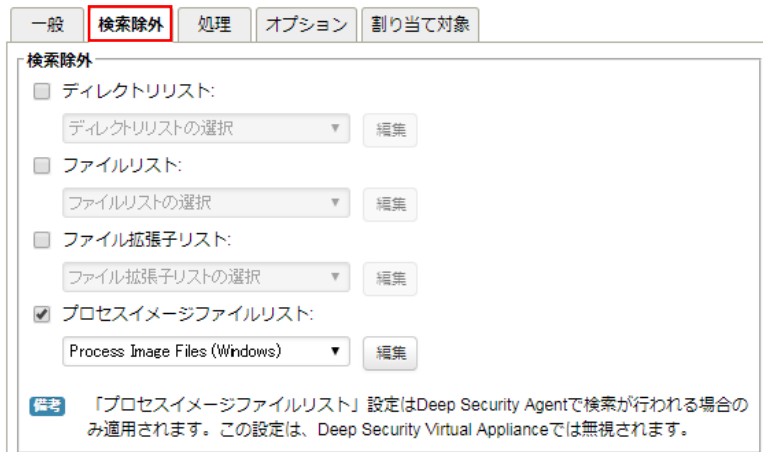 一般 検索除外 処理 オプション 割り当て対象
検索除外
ディレクトリリスト:
ディレクトリリストの選択 編集
ファイルリスト:
ファイルリストの選択 編集
ファイル拡張子リスト:
ファイル拡張子リストの選択 編集
プロセスイメージファイルリスト:
Process Image Files (Windows) 編集
備考 「プロセスイメージファイルリスト」設定はDeep Security Agentで検索が行われる場合の
み適用されます。この設定は、Deep Security Virtual Applianceでは無視されます。